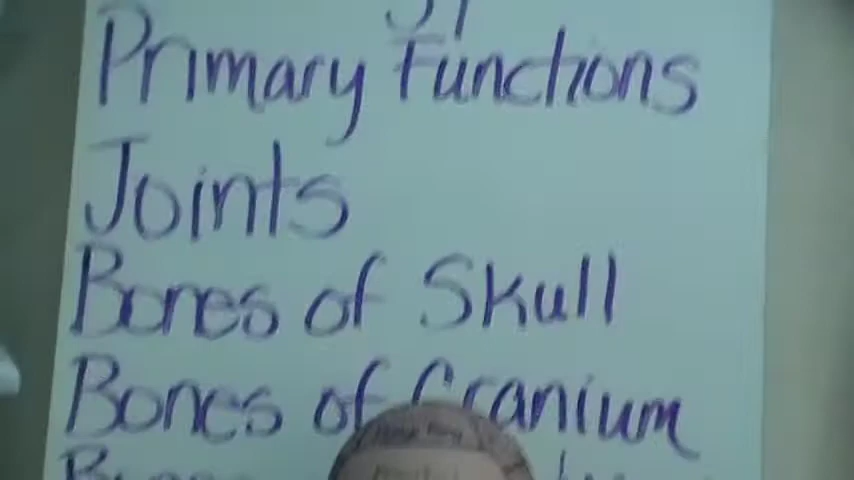 Primary Functions
Joints
Bones of Skull
Bones of Cranium